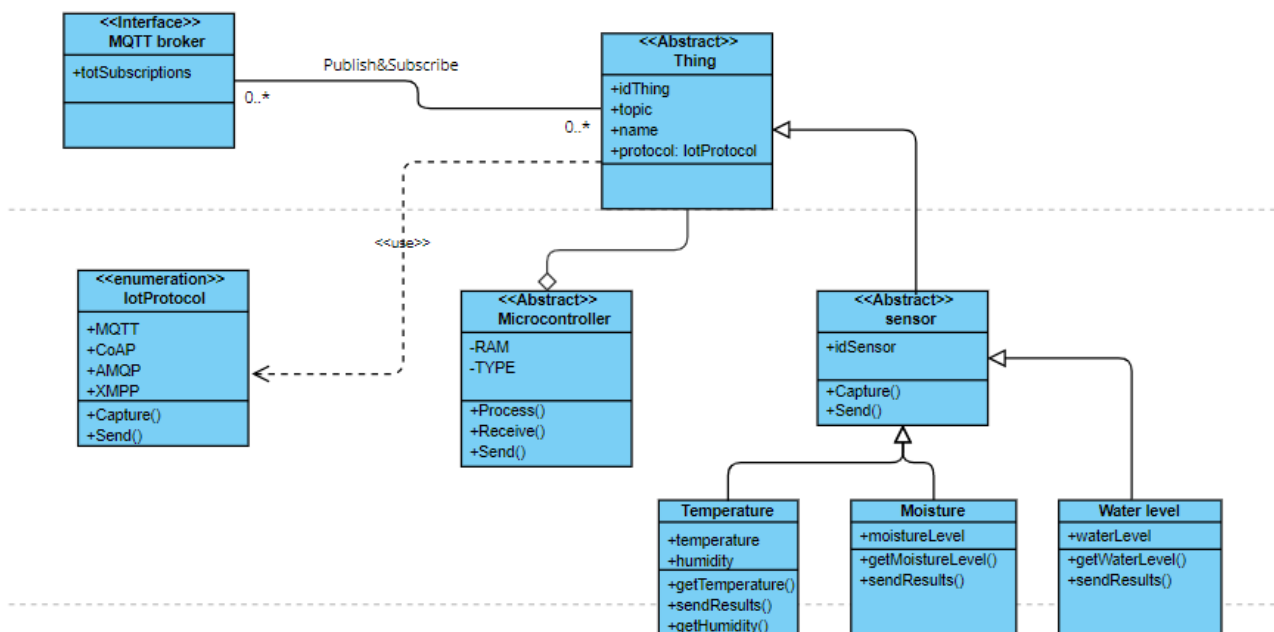 <<Interface>>
MQTT broker
+totSubscriptions
Publish&Subscribe
0..*
0..*
<<Abstract>>
Thing
+idThing
+topic
+name
+protocol: IotProtocol
<<use>>
<<enumeration>>
IotProtocol
+MQTT
+CoAP
+AMQP
+XMPP
+Capture()
+Send()
<<Abstract>>
Microcontroller
-RAM
-TYPE
+Process()
+Receive()
+Send()
<<Abstract>>
sensor
+idSensor
+Capture()
+Send()
Temperature
+temperature
+humidity
+getTemperature()
+sendResults()
+getHumidity()
Moisture
+moistureLevel
+getMoistureLevel()
+sendResults()
Water level
+waterLevel
+getWaterLevel()
+sendResults()